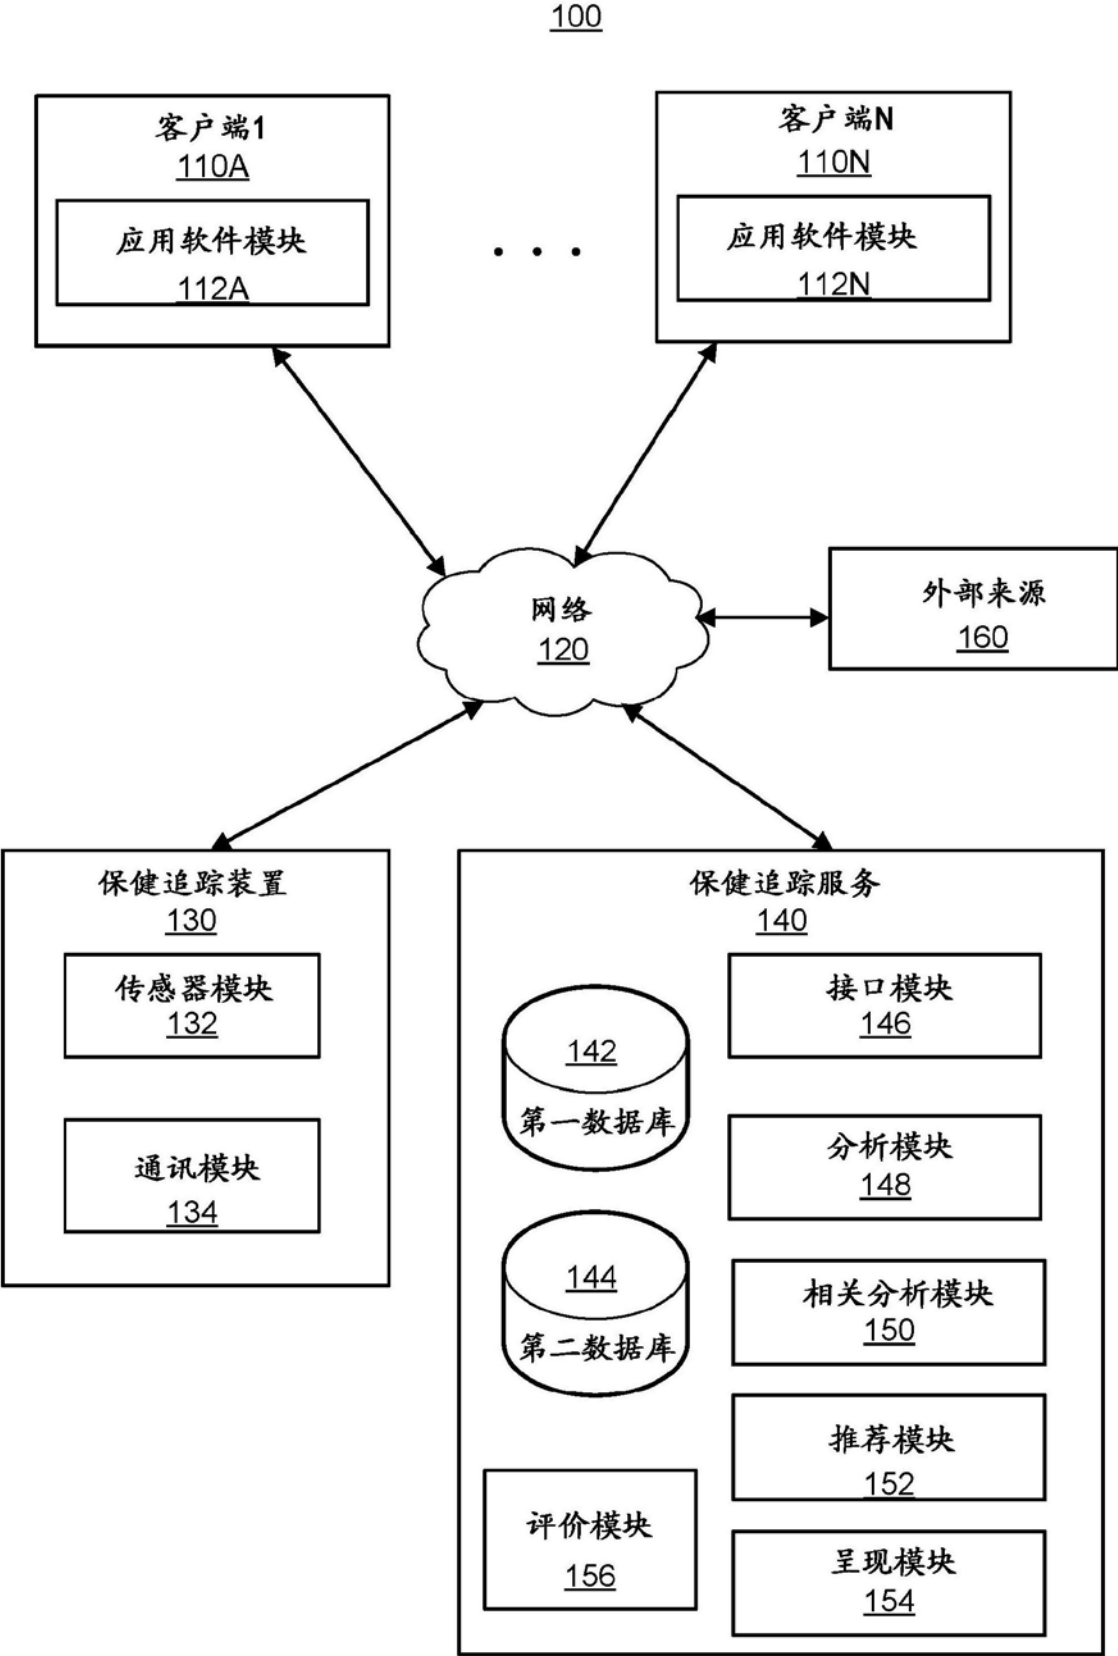 100
客户端1
110A
应用软件模块
112A
客户端N
110N
应用软件模块
112N
网络
120
外部来源
160
保健追踪装置
130
传感器模块
132
通讯模块
134
保健追踪服务
140
142
第一数据库
144
第二数据库
评价模块
156
接口模块
146
分析模块
148
相关分析模块
150
推荐模块
152
呈现模块
154